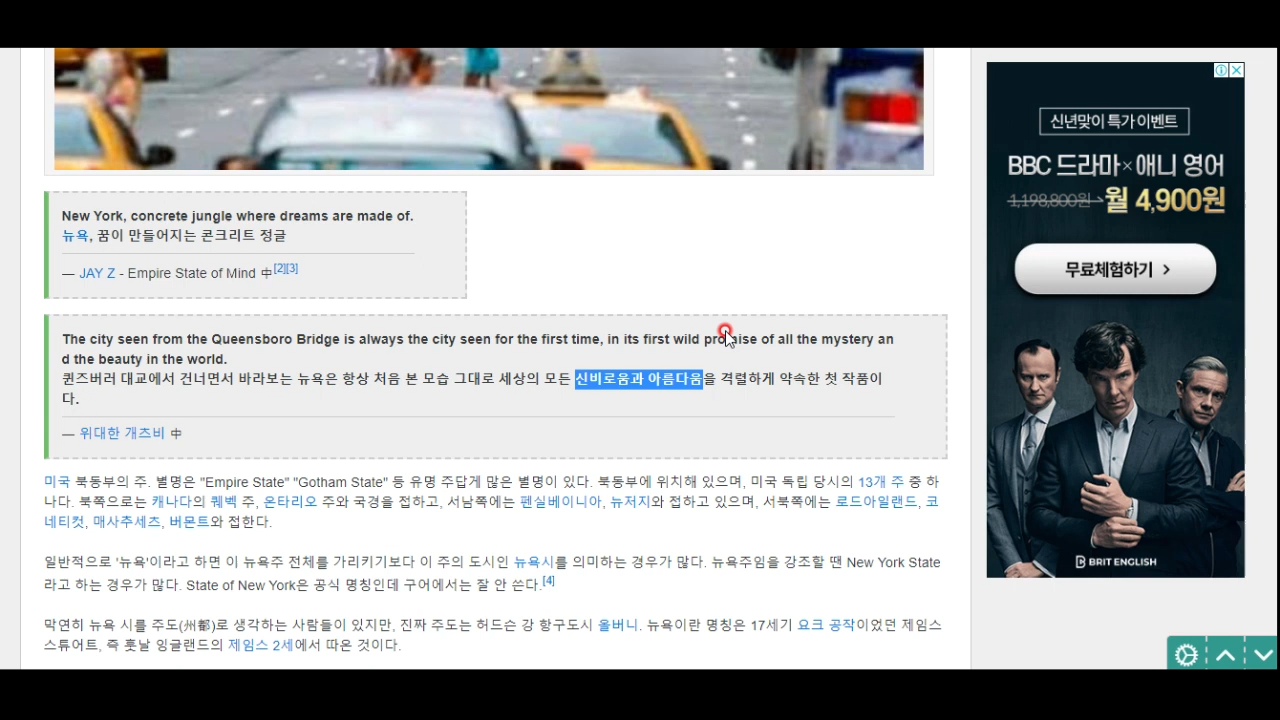 New York, concrete jungle where dreams are made of.
뉴욕, 꿈이 만들어지는 콘크리트 정글
— JAY Z - Empire State of Mind 中[2][3]
The city seen from the Queensboro Bridge is always the city seen for the first time, in its first wild promise of all the mystery an
d the beauty in the world.
퀸즈버러 대교에서 건너면서 바라보는 뉴욕은 항상 처음 본 모습 그대로 세상의 모든 신비로움과 아름다움을 격렬하게 약속한 첫 작품이
다.
— 위대한 개츠비 中
미국 북동부의 주. 별명은 "Empire State" "Gotham State" 등 유명 주답게 많은 별명이 있다. 북동부에 위치해 있으며, 미국 독립 당시의 13개 주 중 하
나다. 북쪽으로는 캐나다의 퀘벡 주, 온타리오 주와 국경을 접하고, 서남쪽에는 펜실베이니아, 뉴저지와 접하고 있으며, 서북쪽에는 로드아일랜드, 코
네티컷, 매사추세츠, 버몬트와 접한다.
일반적으로 '뉴욕'이라고 하면 이 뉴욕주 전체를 가리키기보다 이 주의 도시인 뉴욕시를 의미하는 경우가 많다. 뉴욕주임을 강조할 땐 New York State
라고 하는 경우가 많다. State of New York은 공식 명칭인데 구어에서는 잘 안 쓴다.[4]
막연히 뉴욕 시를 주도(州都)로 생각하는 사람들이 있지만, 진짜 주도는 허드슨 강 항구도시 올버니. 뉴욕이란 명칭은 17세기 요크 공작이었던 제임스
스튜어트, 즉 훗날 잉글랜드의 제임스 2세에서 따온 것이다.
신년맞이 특가 이벤트
BBC 드라마×애니 영어
1,198,800원→월 4,900원
무료체험하기 >
BRIT ENGLISH